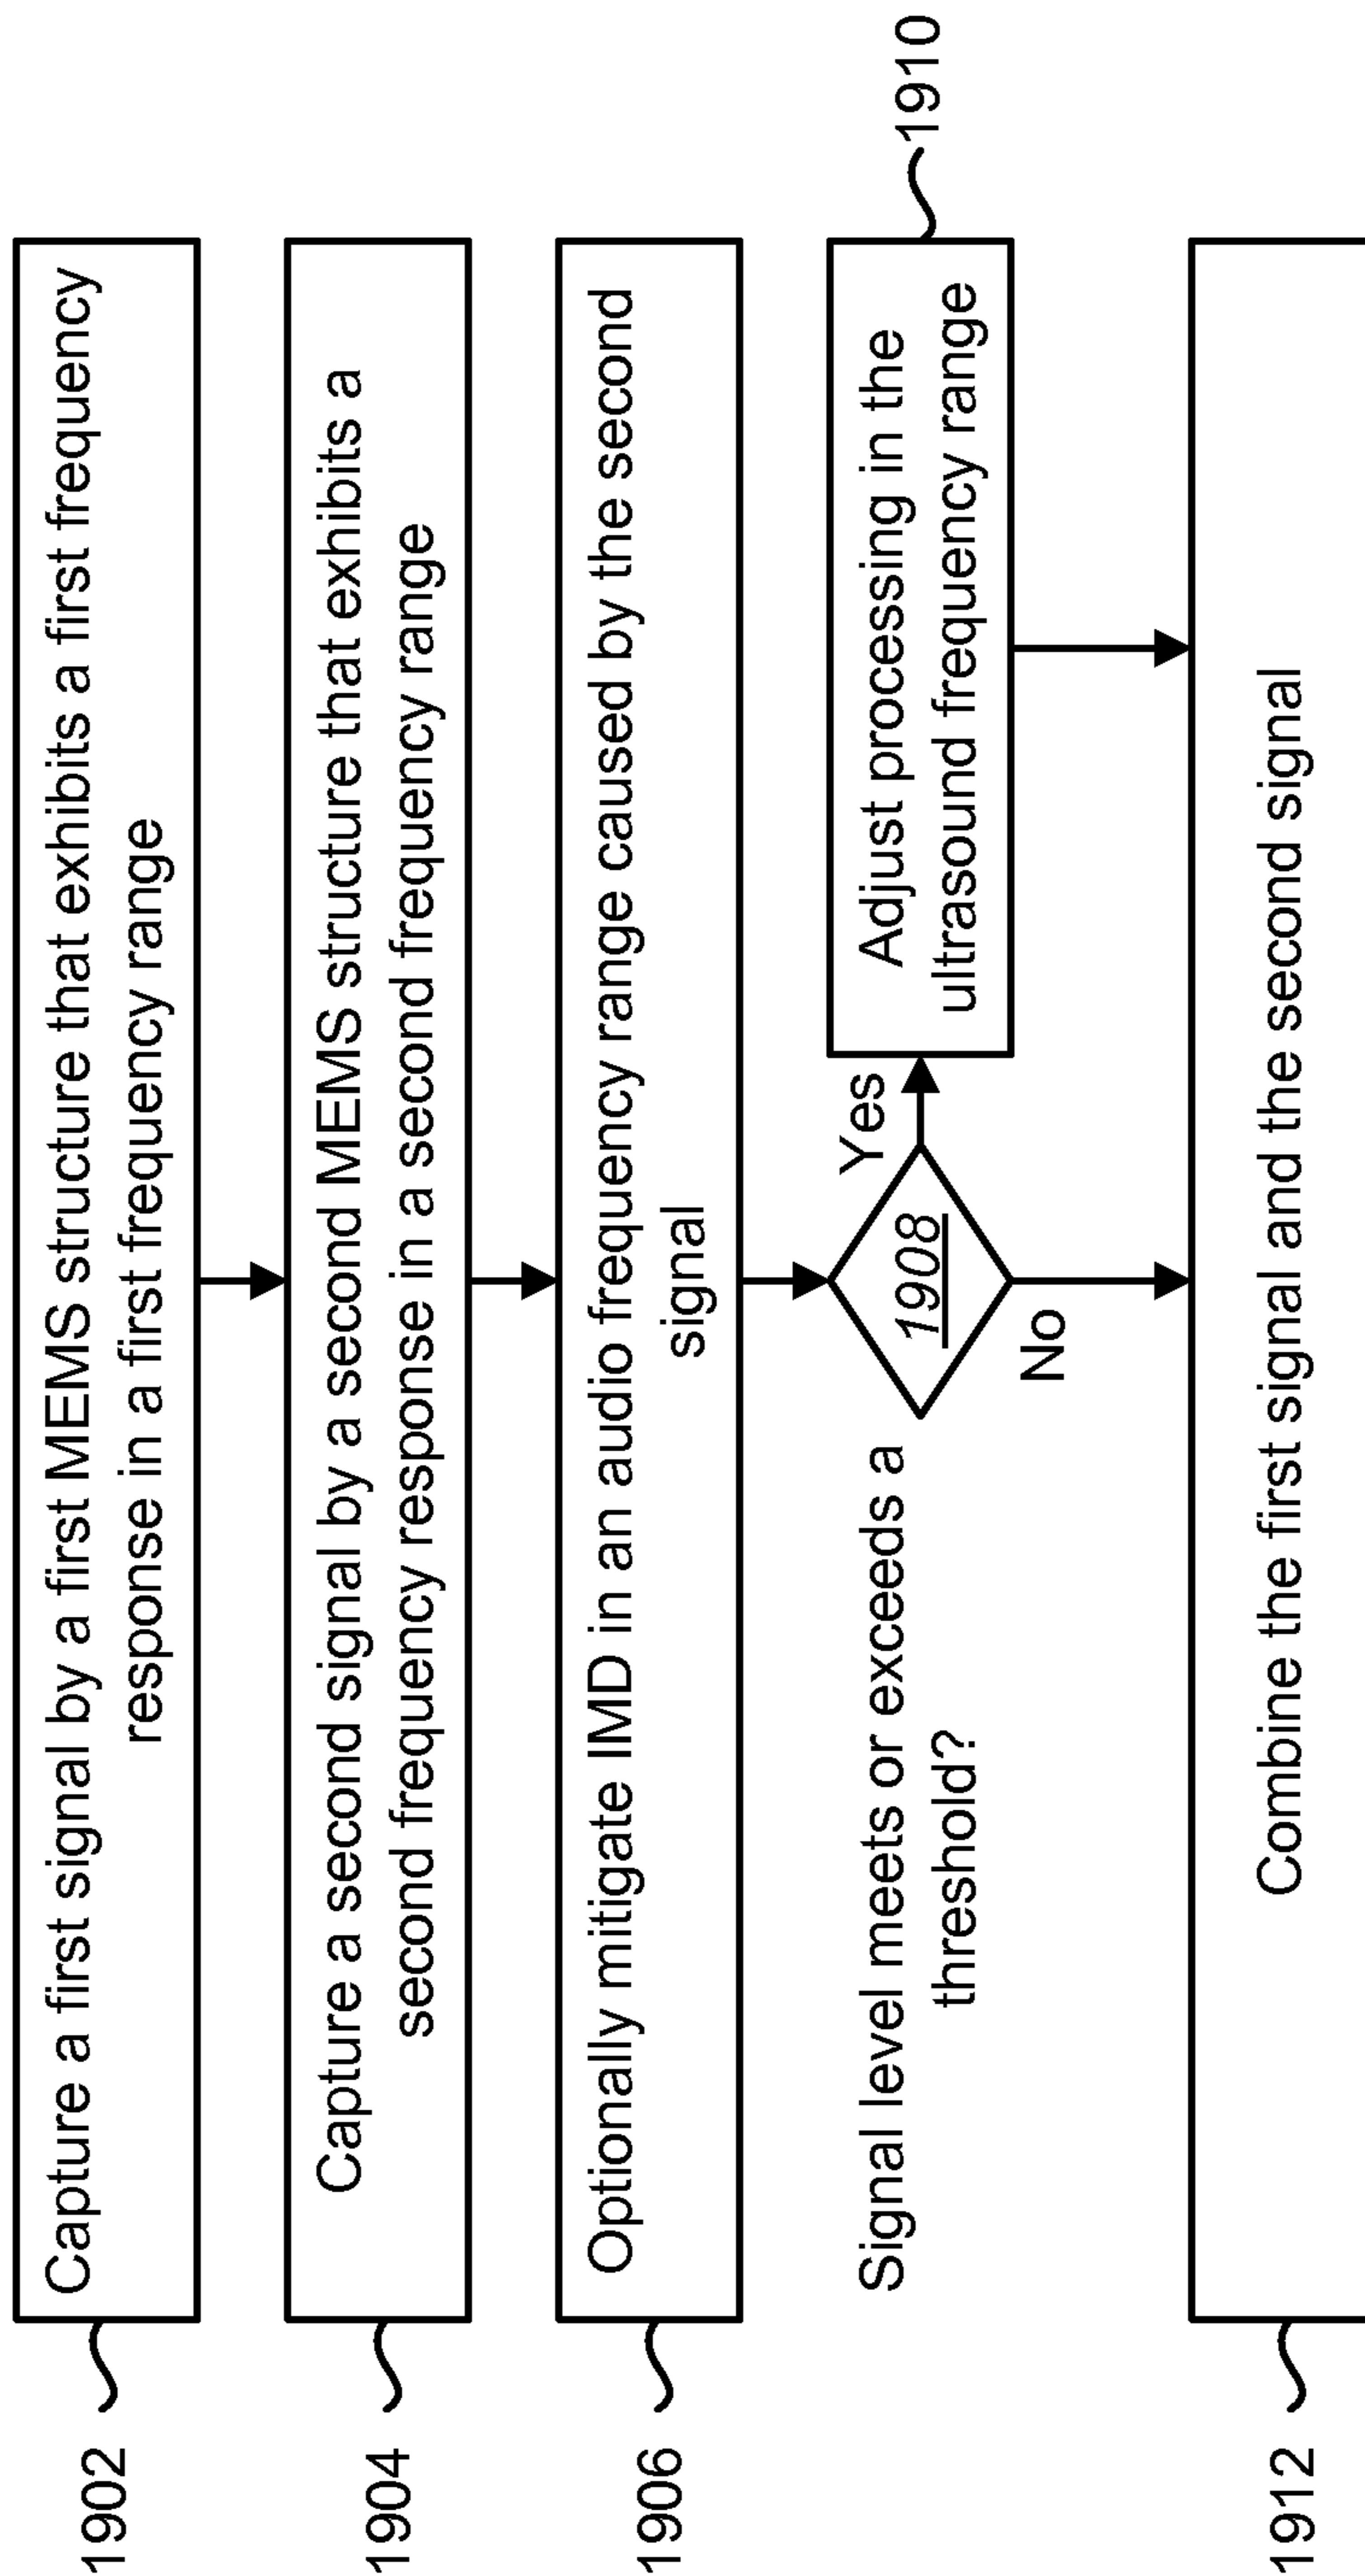 1902
Capture a first signal by a first MEMS structure that exhibits a first frequency
response in a first frequency range
1904
Capture a second signal by a second MEMS structure that exhibits a
second frequency response in a second frequency range
1906
Optionally mitigate IMD in an audio frequency range caused by the second
signal
Signal level meets or exceeds a
threshold?
1908
Yes
No
Adjust processing in the
ultrasound frequency range
1910
1912
Combine the first signal and the second signal